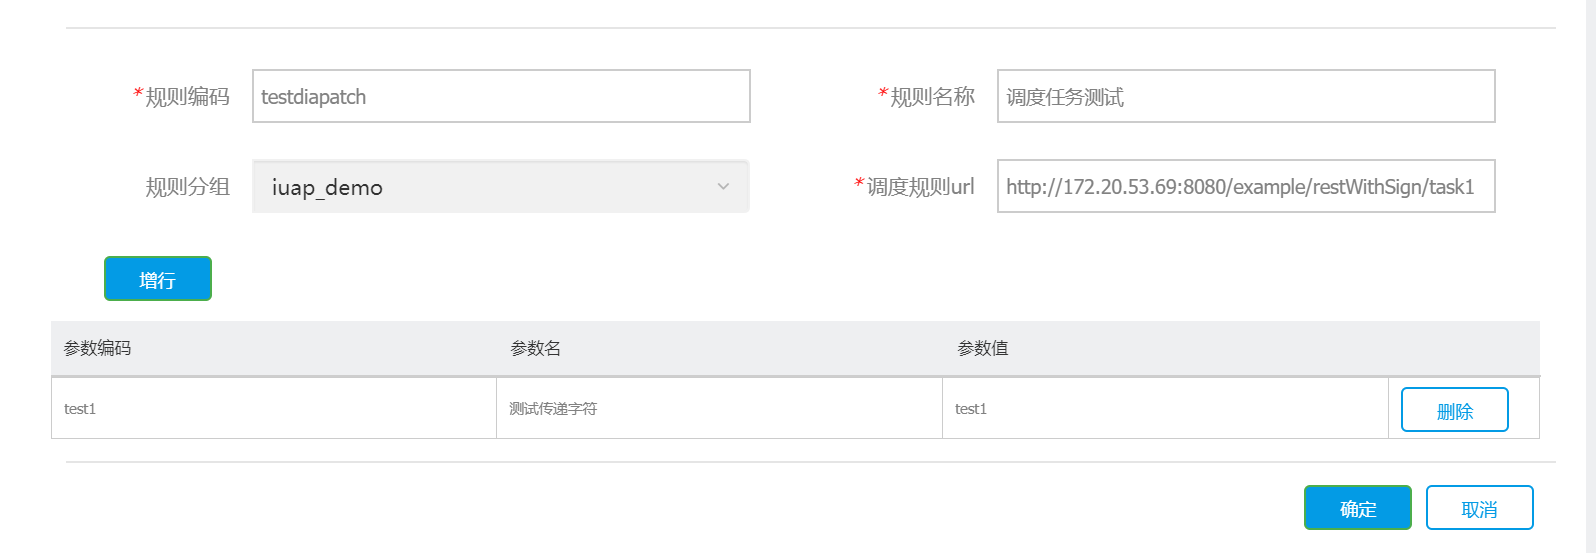 *规则编码 testdiapatch *规则名称 调度任务测试
规则分组 iuap_demo *调度规则url http://172.20.53.69:8080/example/restWithSign/task1
增行
参数编码 参数名 参数值
test1 测试传递字符 test1 删除
确定 取消